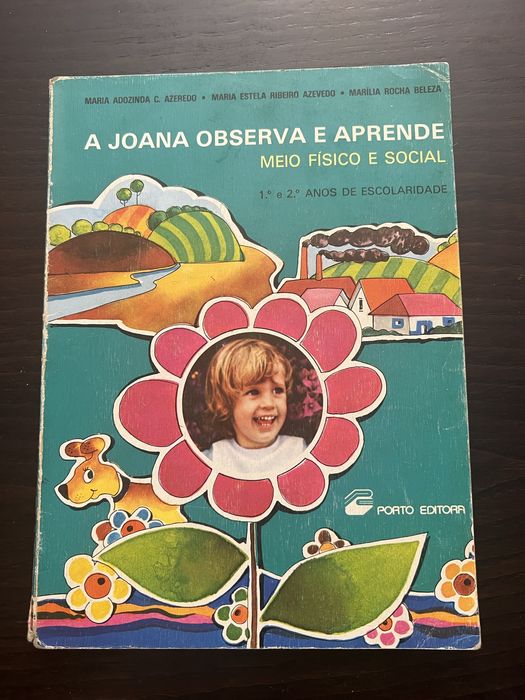 MARIA ADOZINDA C. AZEREDO • MARIA ESTELA RIBEIRO AZEVEDO • MARÍLIA ROCHA BELEZA
A JOANA OBSERVA E APRENDE
MEIO FÍSICO E SOCIAL
1.º e 2.º ANOS DE ESCOLARIDADE
PORTO EDITORA